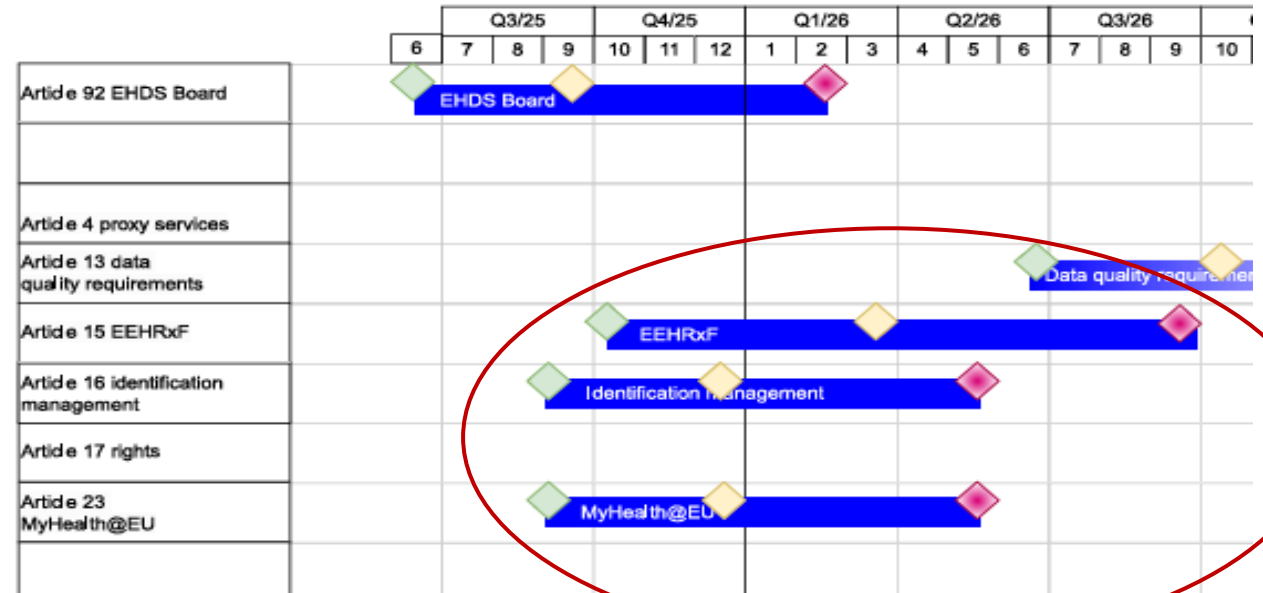 Q3/25 Q4/25 Q1/26 Q2/26 Q3/26
6 7 8 9 10 11 12 1 2 3 4 5 6 7 8 9 10
Article 92 EHDS Board
EHDS Board
Article 4 proxy services
Article 13 data
quality requirements
Data quality requiremen
Article 15 EEHRxF
EEHRxF
Article 16 identification
management
Identification management
Article 17 rights
Article 23
MyHealth@EU
MyHealth@EU